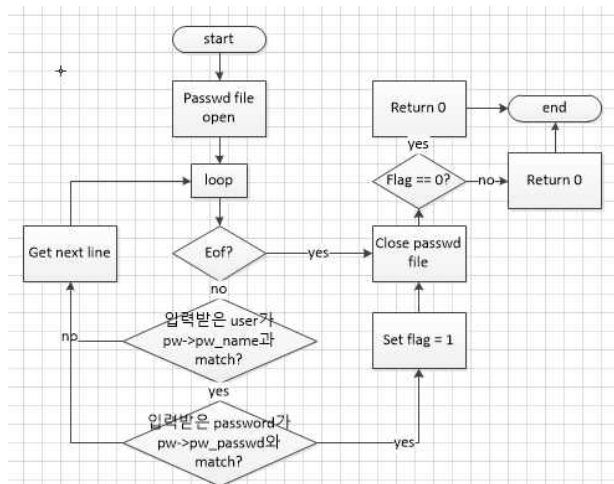 start
Passwd file
open
loop
Eof?
yes
no
Get next line
입력받은 user가
pw->pw_name과
match?
no
yes
입력받은 password가
pw->pw_passwd와
match?
yes
Set flag = 1
Close passwd
file
Flag == 0?
yes
no
Return 0
Return 0
end